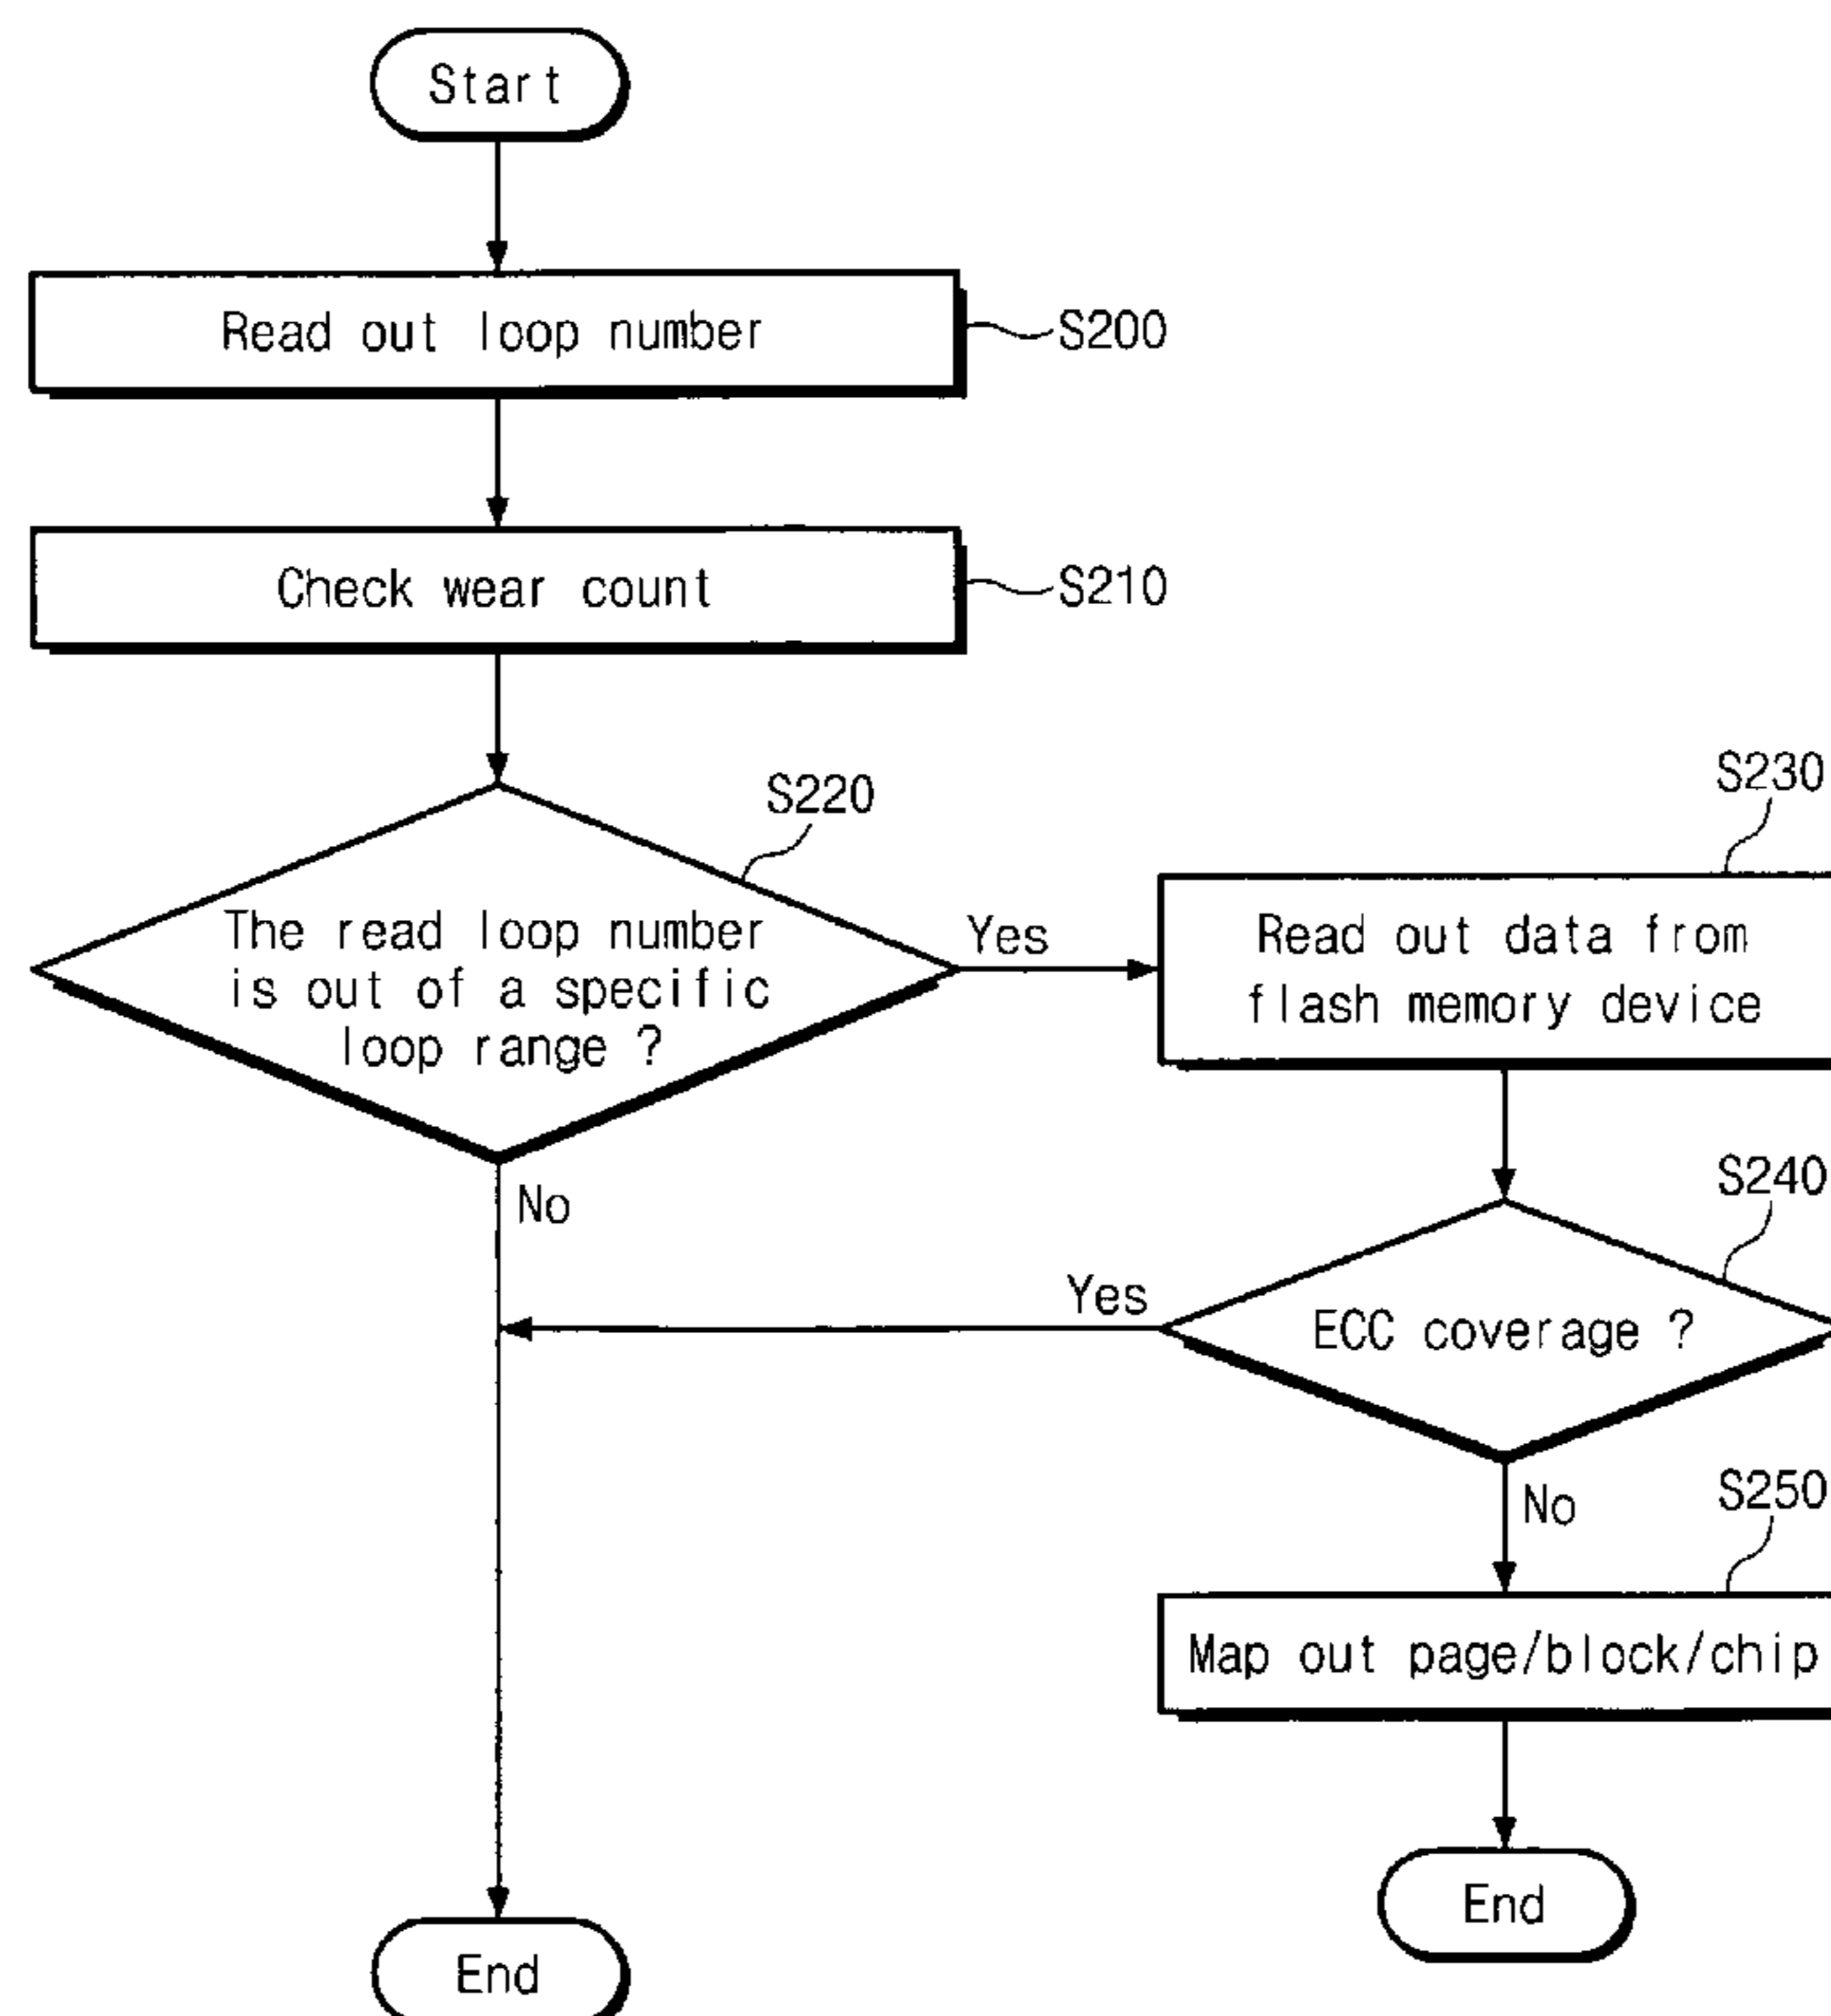 Start
Read out loop number
S200
Check wear count
S210
S220
The read loop number
is out of a specific
loop range ?
Yes
No
S230
Read out data from
flash memory device
S240
ECC coverage ?
Yes
No
S250
Map out page/block/chip
End
End